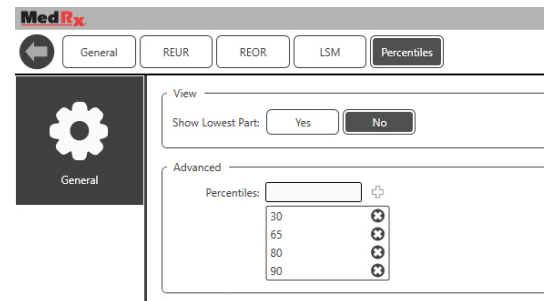 MedRx
General REUR REOR LSM Percentiles
View
Show Lowest Part: Yes No
General
Advanced
Percentiles:
30
65
80
90